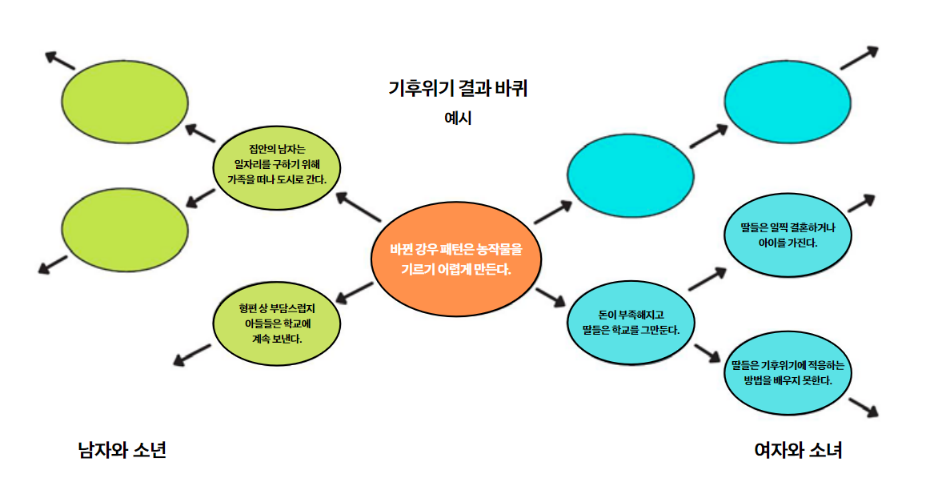 기후위기 결과 바퀴
예시
집안의 남자는
일자리를 구하기 위해
가족을 떠나 도시로 간다.
바뀐 강우 패턴은 농작물을
기르기 어렵게 만든다.
딸들은 일찍 결혼하거나
아이를 가진다.
형편 상 부담스럽지
아들들은 학교에
계속 보낸다.
돈이 부족해지고
딸들은 학교를 그만둔다.
딸들은 기후위기에 적응하는
방법을 배우지 못한다.
남자와 소년
여자와 소녀